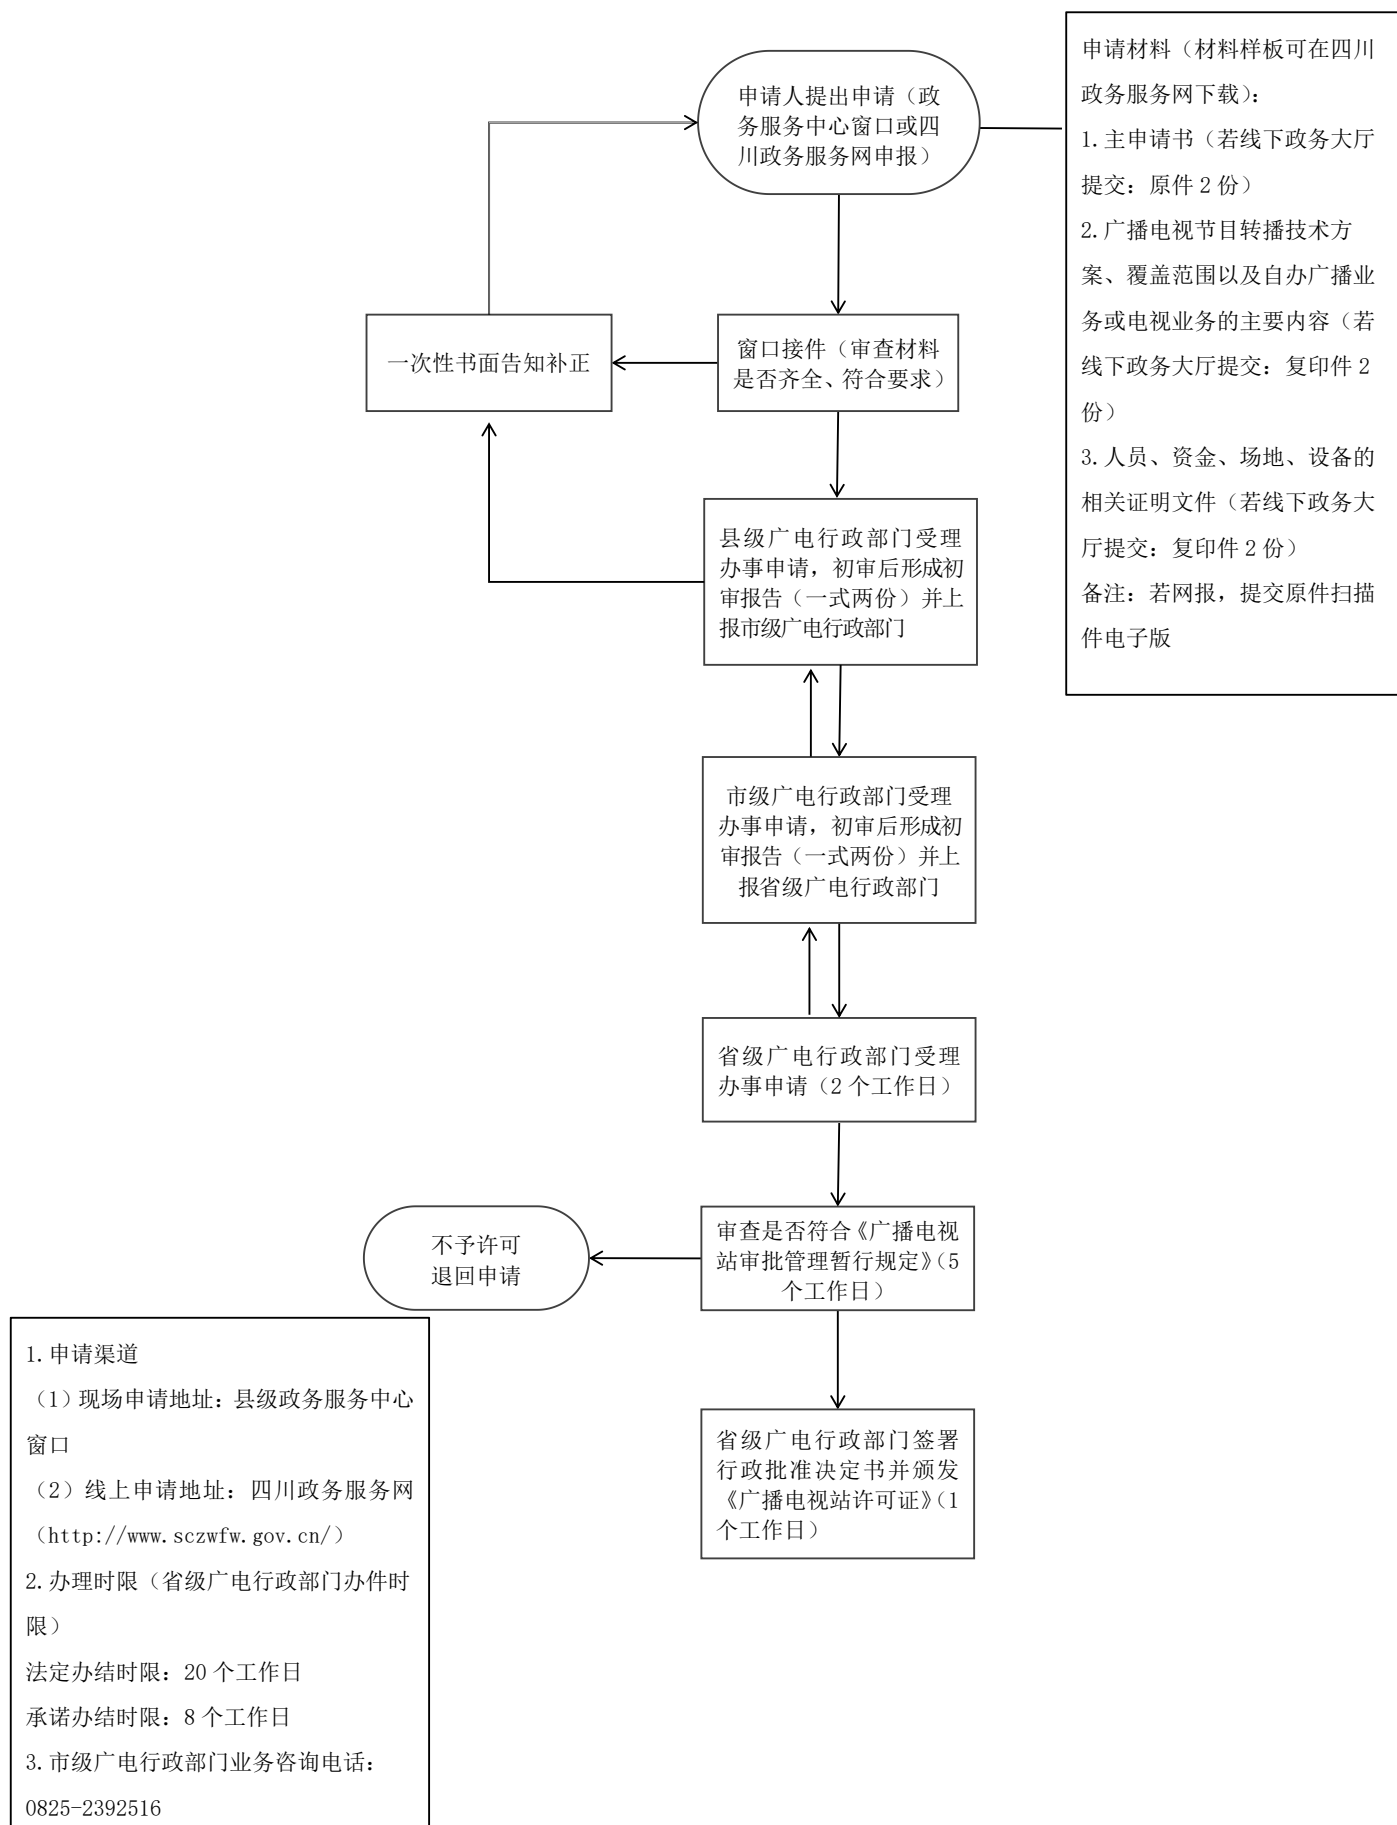 申请人提出申请（政
务服务中心窗口或四
川政务服务网申报）
申请材料（材料样板可在四川
政务服务网下载）：
1.主申请书（若线下政务大厅
提交：原件 2 份）
2.广播电视节目转播技术方
案、覆盖范围以及自办广播业
务或电视业务的主要内容（若
线下政务大厅提交：复印件 2
份）
3.人员、资金、场地、设备的
相关证明文件（若线下政务大
厅提交：复印件 2 份）
备注：若网报，提交原件扫描
件电子版
一次性书面告知补正
窗口接件（审查材料
是否齐全、符合要求）
县级广电行政部门受理
办事申请，初审后形成初
审报告（一式两份）并上
报市级广电行政部门
市级广电行政部门受理
办事申请，初审后形成初
审报告（一式两份）并上
报省级广电行政部门
省级广电行政部门受理
办事申请（2 个工作日）
审查是否符合《广播电视
站审批管理暂行规定》（5
个工作日）
不予许可
退回申请
省级广电行政部门签署
行政批准决定书并颁发
《广播电视站许可证》（1
个工作日）
1.申请渠道
（1）现场申请地址：县级政务服务中心
窗口
（2）线上申请地址：四川政务服务网
（http://www.sczwfw.gov.cn/）
2.办理时限（省级广电行政部门办件时
限）
法定办结时限：20 个工作日
承诺办结时限：8 个工作日
3.市级广电行政部门业务咨询电话：
0825-2392516